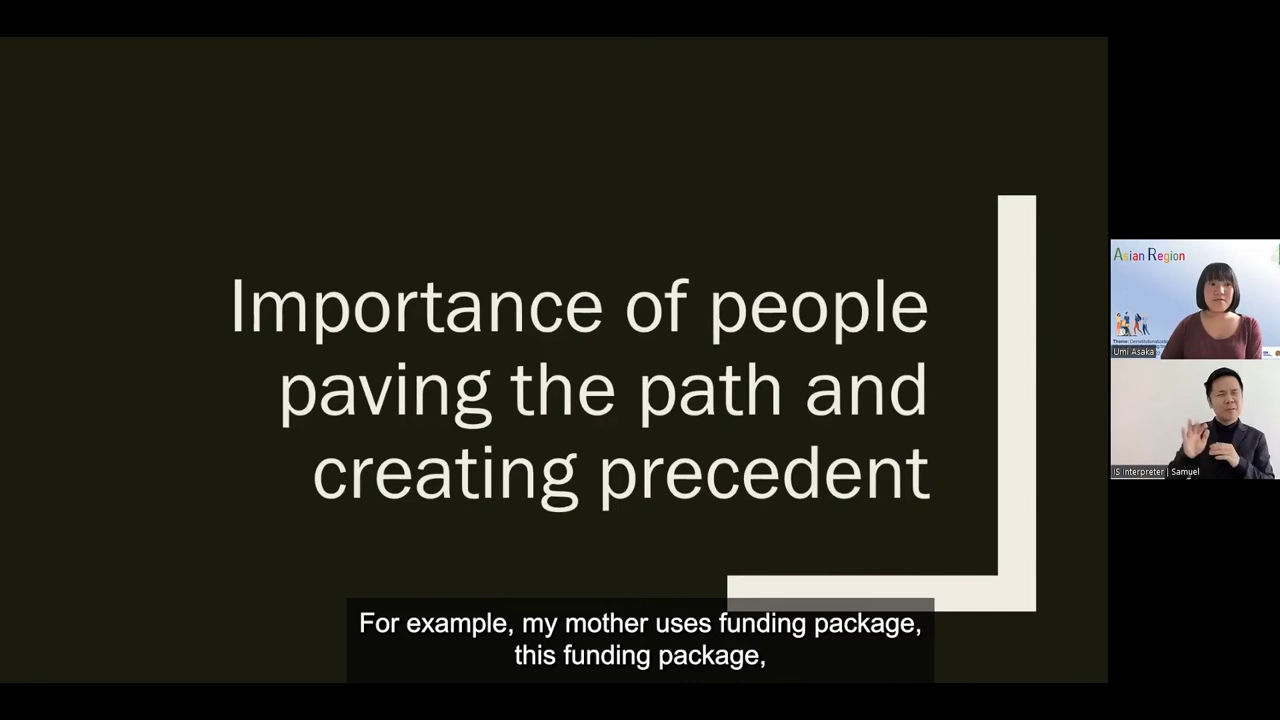 Importance of people
paving the path and
creating precedent
For example, my mother uses funding package,
this funding package,
Asian Region
Umi Asaka
IS Interpreter | Samuel